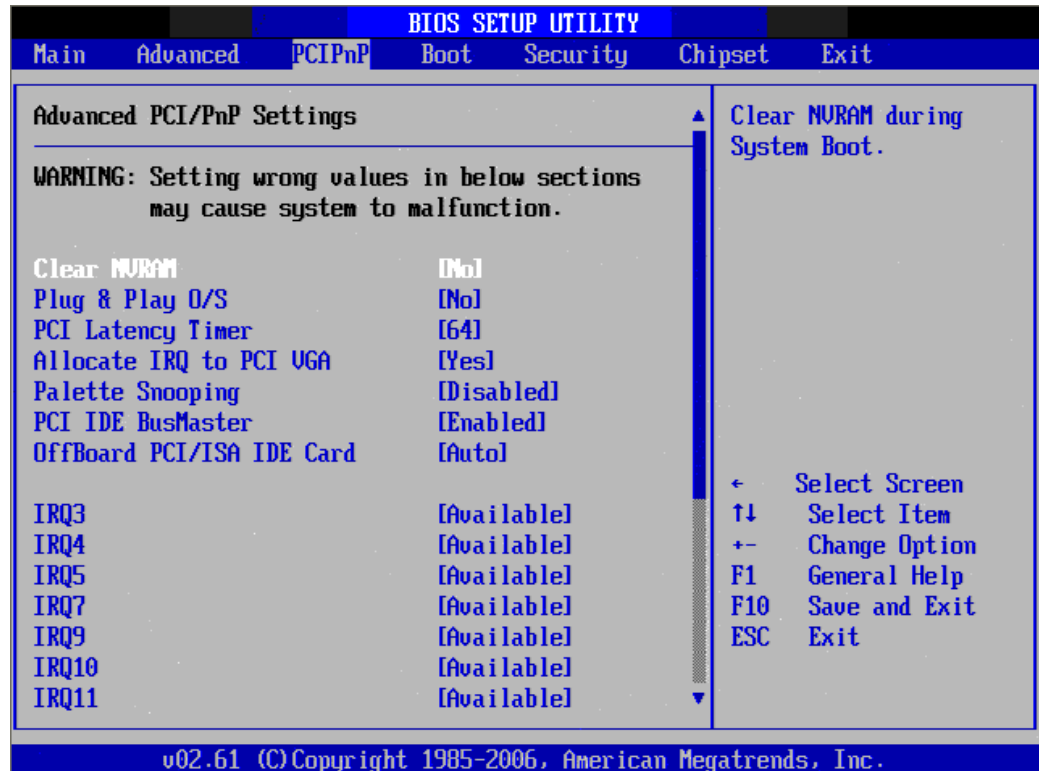 BIOS SETUP UTILITY
Main Advanced PCIPnP Boot Security Chipset Exit
Advanced PCI/PnP Settings
WARNING: Setting wrong values in below sections
may cause system to malfunction.
Clear NVRAM [No]
Plug & Play O/S [No]
PCI Latency Timer [64]
Allocate IRQ to PCI VGA [Yes]
Palette Snooping [Disabled]
PCI IDE BusMaster [Enabled]
OffBoard PCI/ISA IDE Card [Auto]
IRQ3 [Available]
IRQ4 [Available]
IRQ5 [Available]
IRQ7 [Available]
IRQ9 [Available]
IRQ10 [Available]
IRQ11 [Available]
Clear NVRAM during
System Boot.
← Select Screen
↑↓ Select Item
+- Change Option
F1 General Help
F10 Save and Exit
ESC Exit
v02.61 (C)Copyright 1985-2006, American Megatrends, Inc.